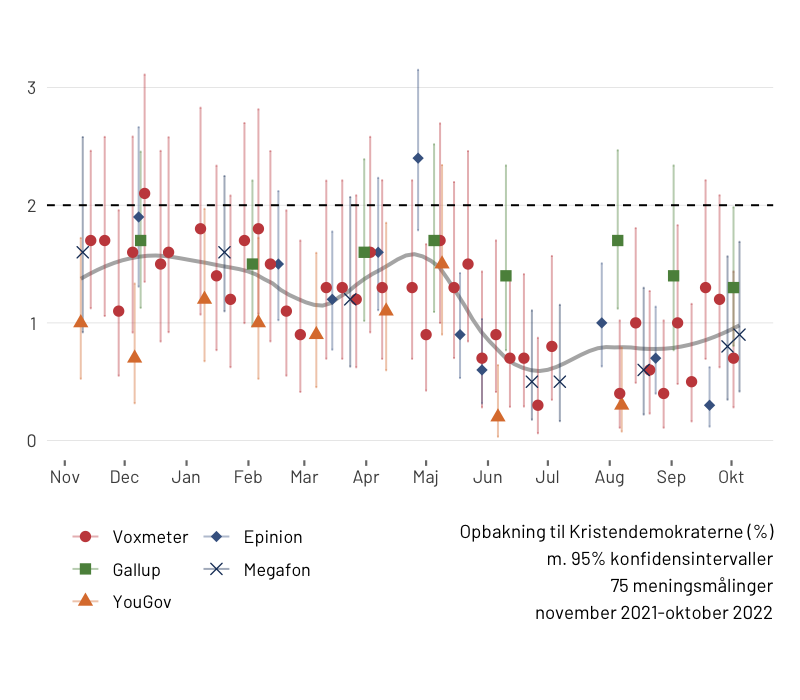 3
2
1
0
Nov Dec Jan Feb Mar Apr Maj Jun Jul Aug Sep Okt
Voxmeter Epinion
Gallup Megafon
YouGov
Opbakning til Kristendemokraterne (%)
m. 95% konfidensintervaller
75 meningsmålinger
november 2021-oktober 2022